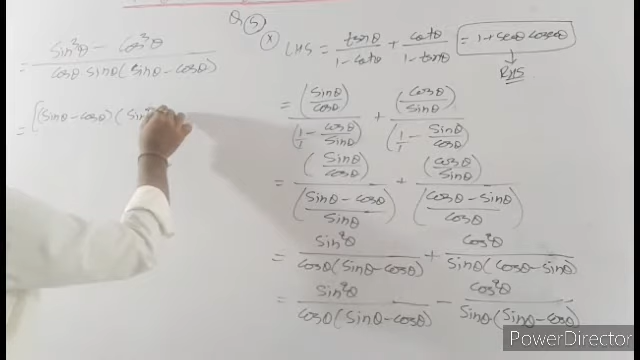 Q (5)
(x) LHS = tanθ/(1 - cotθ) + cotθ/(1 - tanθ) = 1 + secθ cosecθ
RHS
= (sinθ/cosθ)/(1/1 - cosθ/sinθ) + (cosθ/sinθ)/(1/1 - sinθ/cosθ)
= (sinθ/cosθ)/((sinθ - cosθ)/sinθ) + (cosθ/sinθ)/((cosθ - sinθ)/cosθ)
= sin²θ/(cosθ(sinθ - cosθ)) + cos²θ/(sinθ(cosθ - sinθ))
= sin²θ/(cosθ(sinθ - cosθ)) - cos²θ/(sinθ(sinθ - cosθ))
= (sin³θ - cos³θ)/(cosθ sinθ(sinθ - cosθ))
= [(sinθ - cosθ)(sin
PowerDirector